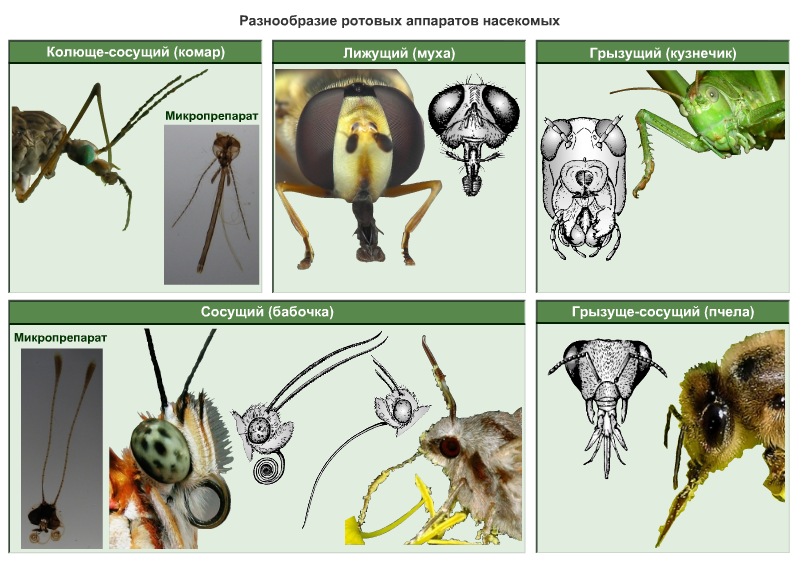 Разнообразие ротовых аппаратов насекомых
Колюще-сосущий (комар)
Лижущий (муха)
Грызущий (кузнечик)
Микропрепарат
Сосущий (бабочка)
Грызуще-сосущий (пчела)
Микропрепарат